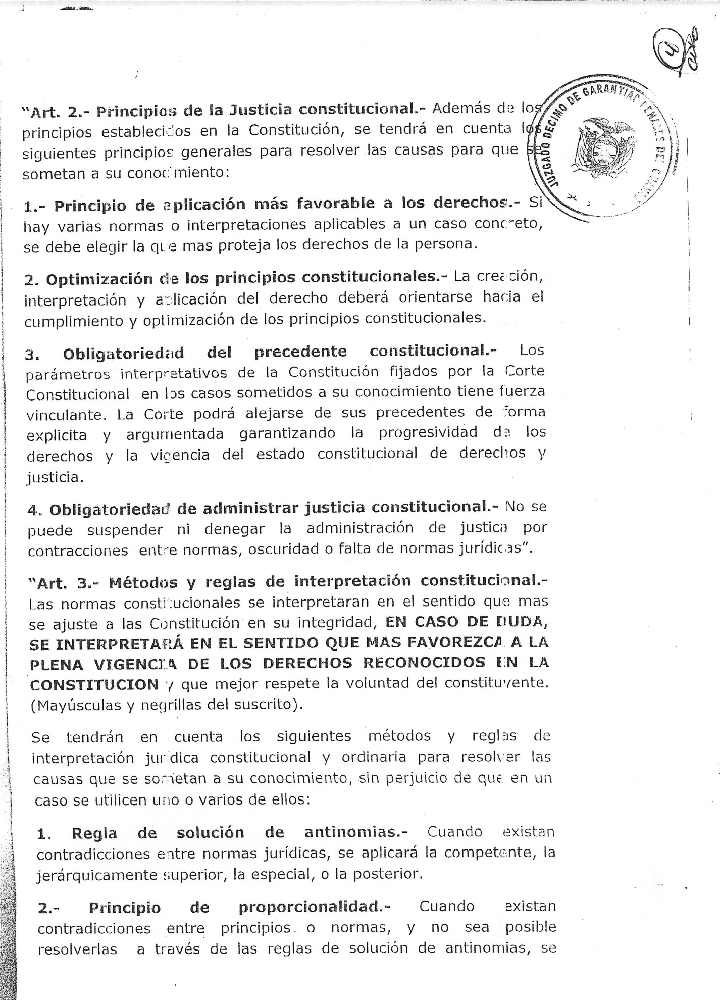 "Art. 2.- Principios de la Justicia constitucional.- Además de los
principios establecidos en la Constitución, se tendrá en cuenta los
siguientes principios generales para resolver las causas para que se
sometan a su conocimiento:
1.- Principio de aplicación más favorable a los derechos.- Si
hay varias normas o interpretaciones aplicables a un caso concreto,
se debe elegir la que mas proteja los derechos de la persona.
2. Optimización de los principios constitucionales.- La creación,
interpretación y aplicación del derecho deberá orientarse hacia el
cumplimiento y optimización de los principios constitucionales.
3. Obligatoriedad del precedente constitucional.- Los
parámetros interpretativos de la Constitución fijados por la Corte
Constitucional en los casos sometidos a su conocimiento tiene fuerza
vinculante. La Corte podrá alejarse de sus precedentes de forma
explicita y argumentada garantizando la progresividad de los
derechos y la vigencia del estado constitucional de derechos y
justicia.
4. Obligatoriedad de administrar justicia constitucional.- No se
puede suspender ni denegar la administración de justica por
contracciones entre normas, oscuridad o falta de normas jurídicas".
"Art. 3.- Métodos y reglas de interpretación constitucional.-
Las normas constitucionales se interpretaran en el sentido que mas
se ajuste a las Constitución en su integridad, EN CASO DE DUDA,
SE INTERPRETARÁ EN EL SENTIDO QUE MAS FAVOREZCA A LA
PLENA VIGENCIA DE LOS DERECHOS RECONOCIDOS EN LA
CONSTITUCION y que mejor respete la voluntad del constituyente.
(Mayúsculas y negrillas del suscrito).
Se tendrán en cuenta los siguientes métodos y reglas de
interpretación jurídica constitucional y ordinaria para resolver las
causas que se sometan a su conocimiento, sin perjuicio de que en un
caso se utilicen uno o varios de ellos:
1. Regla de solución de antinomias.- Cuando existan
contradicciones entre normas jurídicas, se aplicará la competente, la
jerárquicamente superior, la especial, o la posterior.
2.- Principio de proporcionalidad.- Cuando existan
contradicciones entre principios o normas, y no sea posible
resolverlas a través de las reglas de solución de antinomias, se
JUZGADO DECIMO DE GARANTIAS PENALES DEL